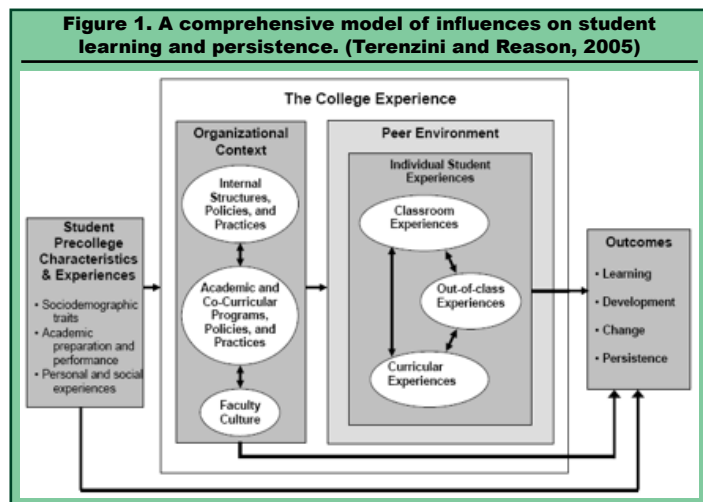 Figure 1. A comprehensive model of influences on student
learning and persistence. (Terenzini and Reason, 2005)
The College Experience
Organizational
Context
Internal
Structures,
Policies, and
Practices
Academic and
Co-Curricular
Programs,
Policies, and
Practices
Faculty
Culture
Peer Environment
Individual Student
Experiences
Classroom
Experiences
Out-of-class
Experiences
Curricular
Experiences
Student
Precollege
Characteristics
& Experiences
• Sociodemographic
traits
• Academic
preparation and
performance
• Personal and social
experiences
Outcomes
• Learning
• Development
• Change
• Persistence